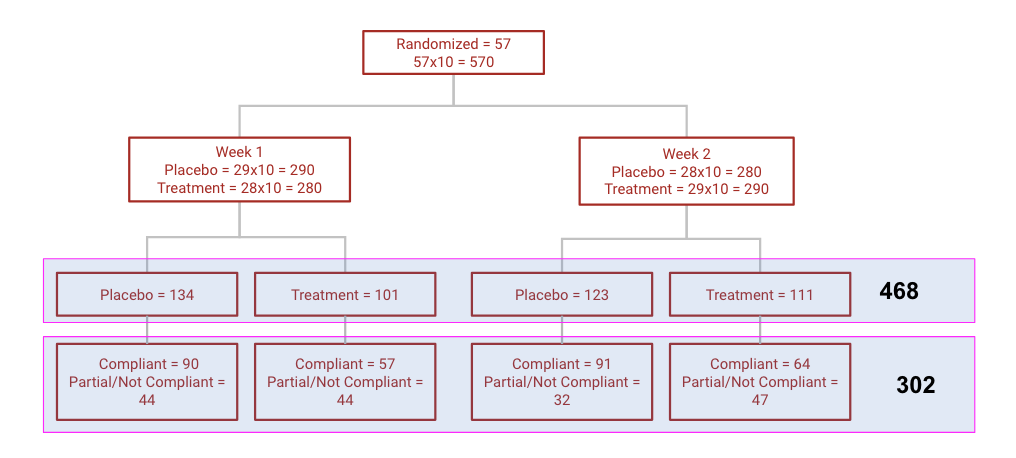 Randomized = 57
57x10 = 570
Week 1
Placebo = 29x10 = 290
Treatment = 28x10 = 280
Week 2
Placebo = 28x10 = 280
Treatment = 29x10 = 290
Placebo = 134
Treatment = 101
Placebo = 123
Treatment = 111
468
Compliant = 90
Partial/Not Compliant =
44
Compliant = 57
Partial/Not Compliant =
44
Compliant = 91
Partial/Not Compliant =
32
Compliant = 64
Partial/Not Compliant =
47
302